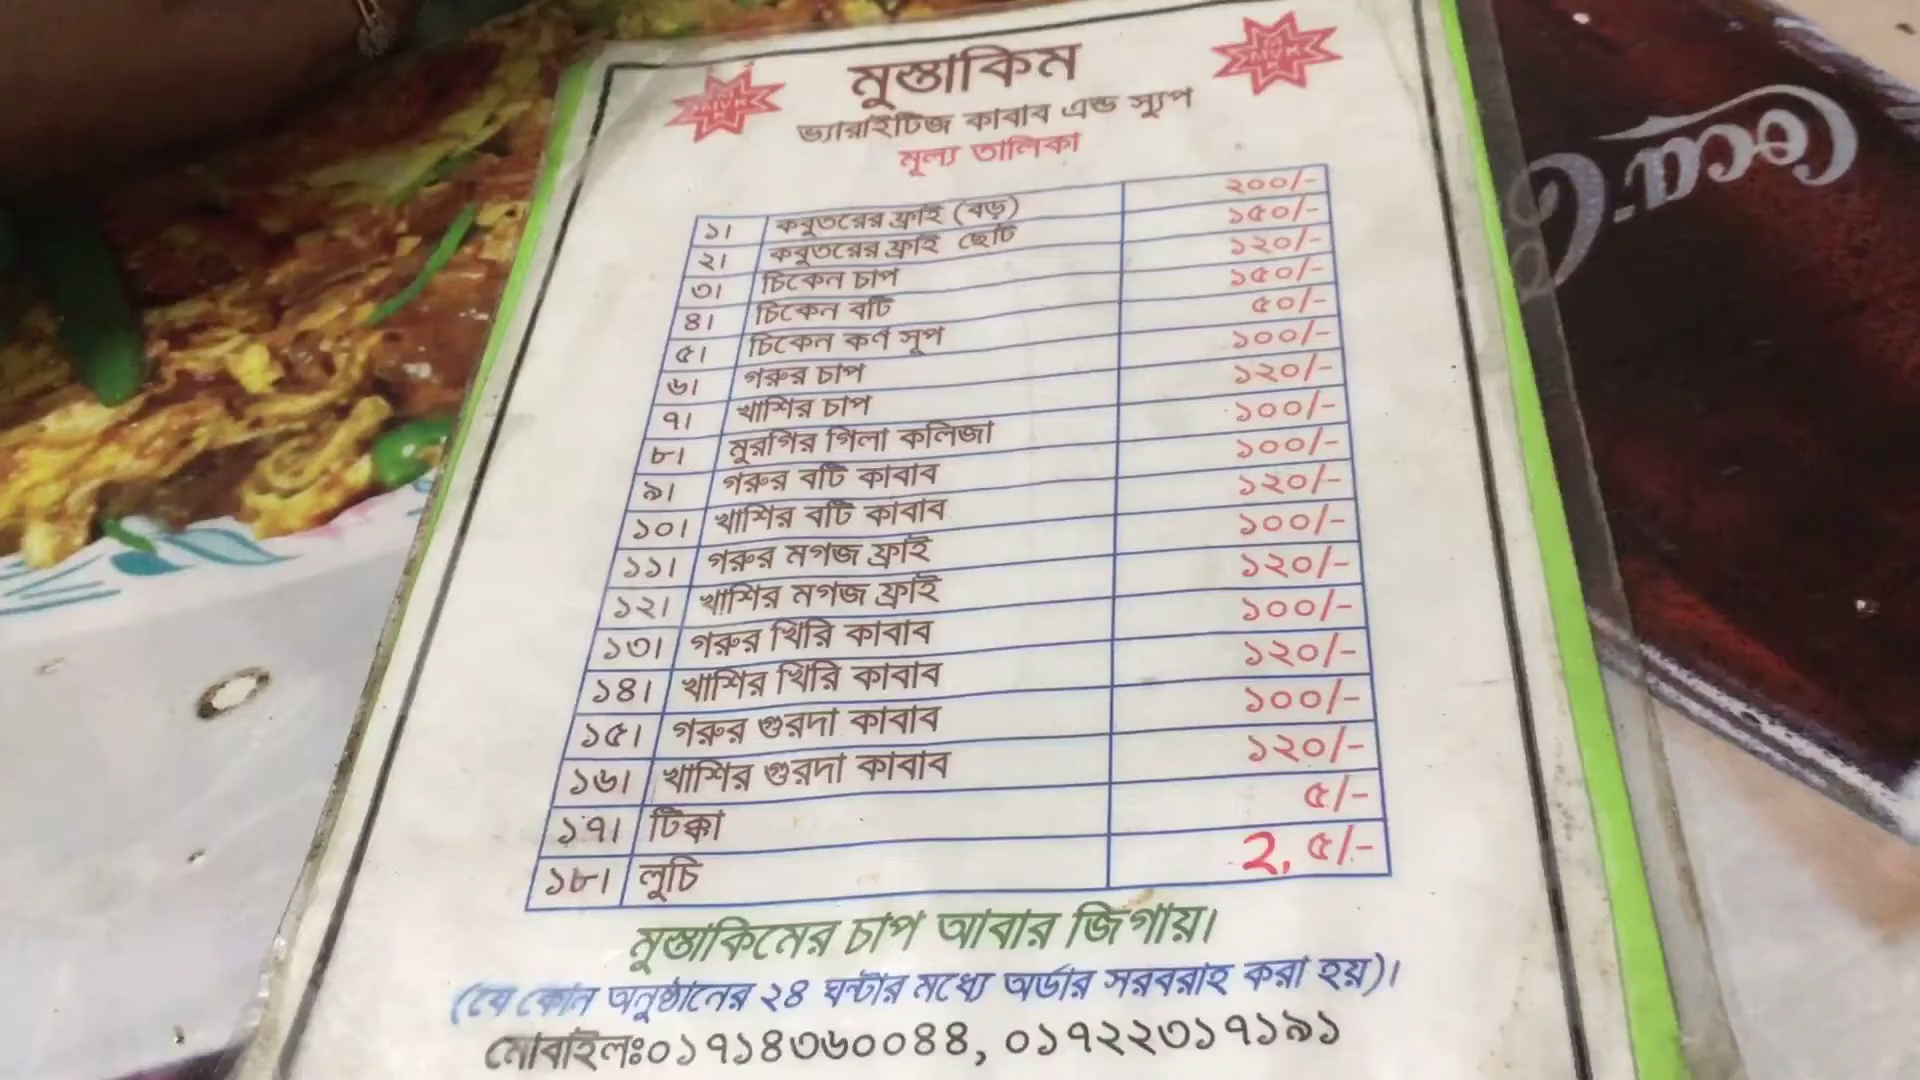 মুস্তাকিম
ভ্যারাইটিজ কাবাব এন্ড স্যুপ
মূল্য তালিকা
১। কবুতরের ফ্রাই (বড়) ২০০/-
২। কবুতরের ফ্রাই ছোট ১৫০/-
৩। চিকেন চাপ ১২০/-
৪। চিকেন বটি ১৫০/-
৫। চিকেন কর্ণ সুপ ৫০/-
৬। গরুর চাপ ১০০/-
৭। খাশির চাপ ১২০/-
৮। মুরগির গিলা কলিজা ১০০/-
৯। গরুর বটি কাবাব ১০০/-
১০। খাশির বটি কাবাব ১২০/-
১১। গরুর মগজ ফ্রাই ১০০/-
১২। খাশির মগজ ফ্রাই ১২০/-
১৩। গরুর খিরি কাবাব ১০০/-
১৪। খাশির খিরি কাবাব ১২০/-
১৫। গরুর গুরদা কাবাব ১০০/-
১৬। খাশির গুরদা কাবাব ১২০/-
১৭। টিক্কা ৫/-
১৮। লুচি ২. ৫/-
মুস্তাকিমের চাপ আবার জিগায়।
(যে কোন অনুষ্ঠানের ২৪ ঘন্টার মধ্যে অর্ডার সরবরাহ করা হয়)।
মোবাইলঃ০১৭১৪৩৬০০৪৪, ০১৭২২৩১৭১৯১
Coca-Co